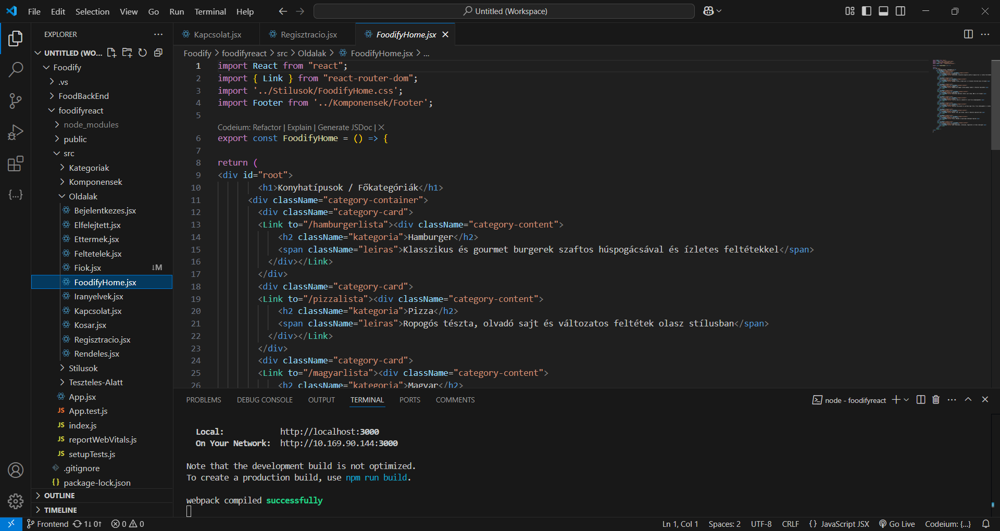 File Edit Selection View Go Run Terminal Help
Untitled (Workspace)
EXPLORER
UNTITLED (WO...
Foodify
.vs
FoodBackEnd
foodifyreact
node_modules
public
src
Kategoriak
Komponensek
Oldalak
Bejelentkezes.jsx
Elfelejtett.jsx
Ettermek.jsx
Feltetelek.jsx
Fiok.jsx ↓M
FoodifyHome.jsx
Iranyelvek.jsx
Kapcsolat.jsx
Kosar.jsx
Regisztracio.jsx
Rendeles.jsx
Stilusok
Teszteles-Alatt
App.jsx
JS App.test.js
JS index.js
JS reportWebVitals.js
JS setupTests.js
.gitignore
{} package-lock.json
OUTLINE
TIMELINE
Kapcsolat.jsx Regisztracio.jsx FoodifyHome.jsx
Foodify > foodifyreact > src > Oldalak > FoodifyHome.jsx > ...
1 import React from "react";
2 import { Link } from "react-router-dom";
3 import '../Stilusok/FoodifyHome.css';
4 import Footer from '../Komponensek/Footer';
5
Codeium: Refactor | Explain | Generate JSDoc | ✕
6 export const FoodifyHome = () => {
7
8 return (
9 <div id="root">
10 <h1>Konyhatípusok / Főkategóriák</h1>
11 <div className="category-container">
12 <div className="category-card">
13 <Link to="/hamburgerlista"><div className="category-content">
14 <h2 className="kategoria">Hamburger</h2>
15 <span className="leiras">Klasszikus és gourmet burgerek szaftos húspogácsával és ízletes feltétekkel</span>
16 </div></Link>
17 </div>
18 <div className="category-card">
19 <Link to="/pizzalista"><div className="category-content">
20 <h2 className="kategoria">Pizza</h2>
21 <span className="leiras">Ropogós tészta, olvadó sajt és változatos feltétek olasz stílusban</span>
22 </div></Link>
23 </div>
24 <div className="category-card">
25 <Link to="/magyarlista"><div className="category-content">
26 <h2 className="kategoria">Magyar</h2>
PROBLEMS DEBUG CONSOLE OUTPUT TERMINAL PORTS COMMENTS
node - foodifyreact
Local: http://localhost:3000
On Your Network: http://10.169.90.144:3000
Note that the development build is not optimized.
To create a production build, use npm run build.
webpack compiled successfully
Frontend 1↓ 0↑ 0 0
Ln 1, Col 1 Spaces: 2 UTF-8 CRLF {} JavaScript JSX Go Live Codeium: {...}